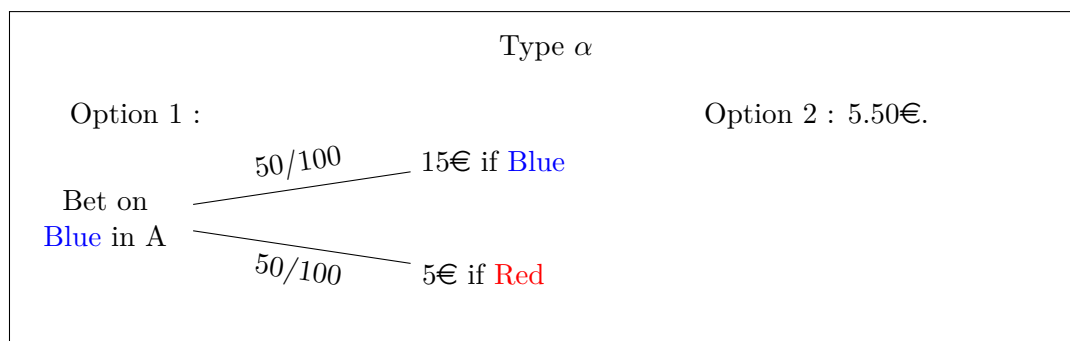 Type α
Option 1 :
Option 2 : 5.50€.
50/100
15€ if Blue
Bet on
Blue in A
50/100
5€ if Red